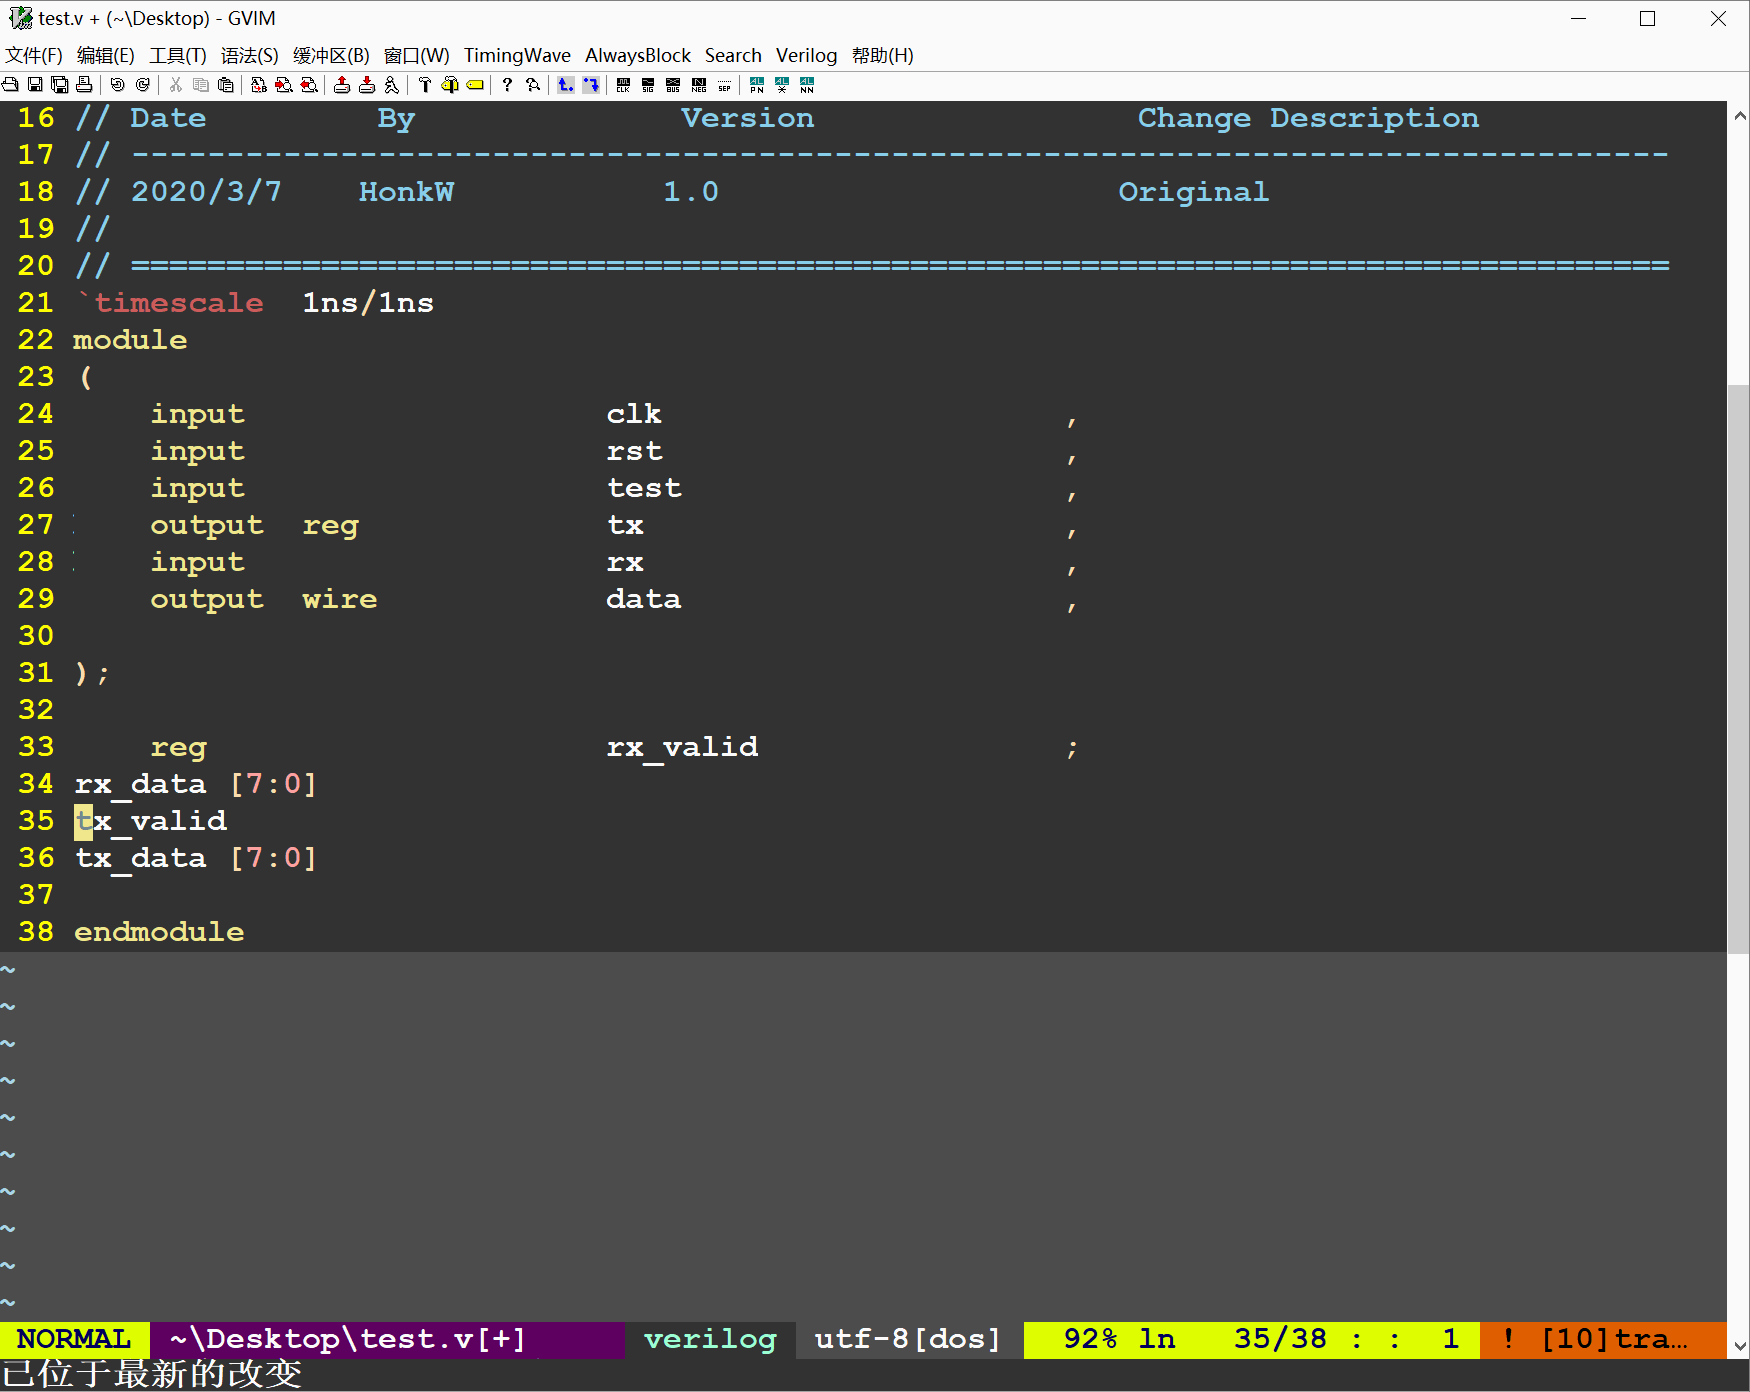 test.v + (~\Desktop) - GVIM
文件(F) 编辑(E) 工具(T) 语法(S) 缓冲区(B) 窗口(W) TimingWave AlwaysBlock Search Verilog 帮助(H)
16 // Date By Version Change Description
17 // ---------------------------------------------------------------------------------
18 // 2020/3/7 HonkW 1.0 Original
19 //
20 // =================================================================================
21 `timescale 1ns/1ns
22 module
23 (
24 input clk ,
25 input rst ,
26 input test ,
27 output reg tx ,
28 input rx ,
29 output wire data ,
30
31 );
32
33 reg rx_valid ;
34 rx_data [7:0]
35 tx_valid
36 tx_data [7:0]
37
38 endmodule
~
~
~
~
~
~
~
~
~
~
NORMAL ~\Desktop\test.v[+] verilog utf-8[dos] 92% ln 35/38 : : 1 ! [10]tra…
已位于最新的改变